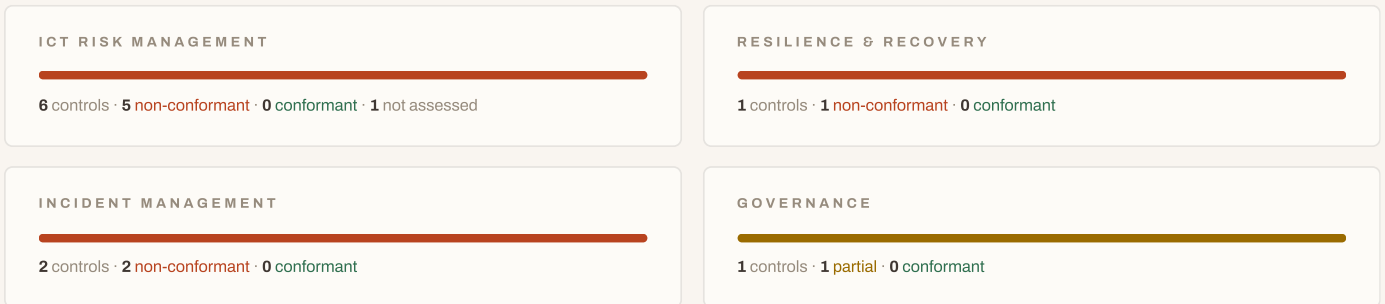 ICT RISK MANAGEMENT
6 controls · 5 non-conformant · 0 conformant · 1 not assessed
RESILIENCE & RECOVERY
1 controls · 1 non-conformant · 0 conformant
INCIDENT MANAGEMENT
2 controls · 2 non-conformant · 0 conformant
GOVERNANCE
1 controls · 1 partial · 0 conformant